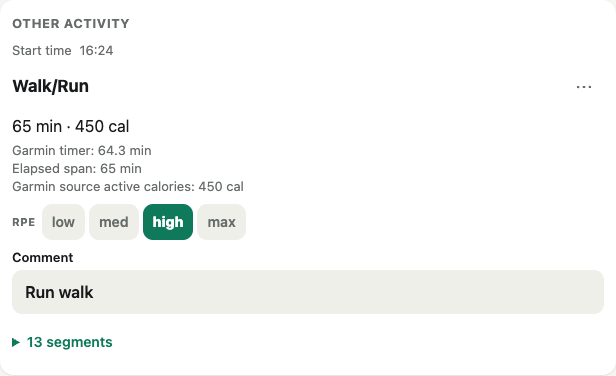 OTHER ACTIVITY
Start time 16:24
Walk/Run
...
65 min · 450 cal
Garmin timer: 64.3 min
Elapsed span: 65 min
Garmin source active calories: 450 cal
RPE low med high max
Comment
Run walk
▶ 13 segments